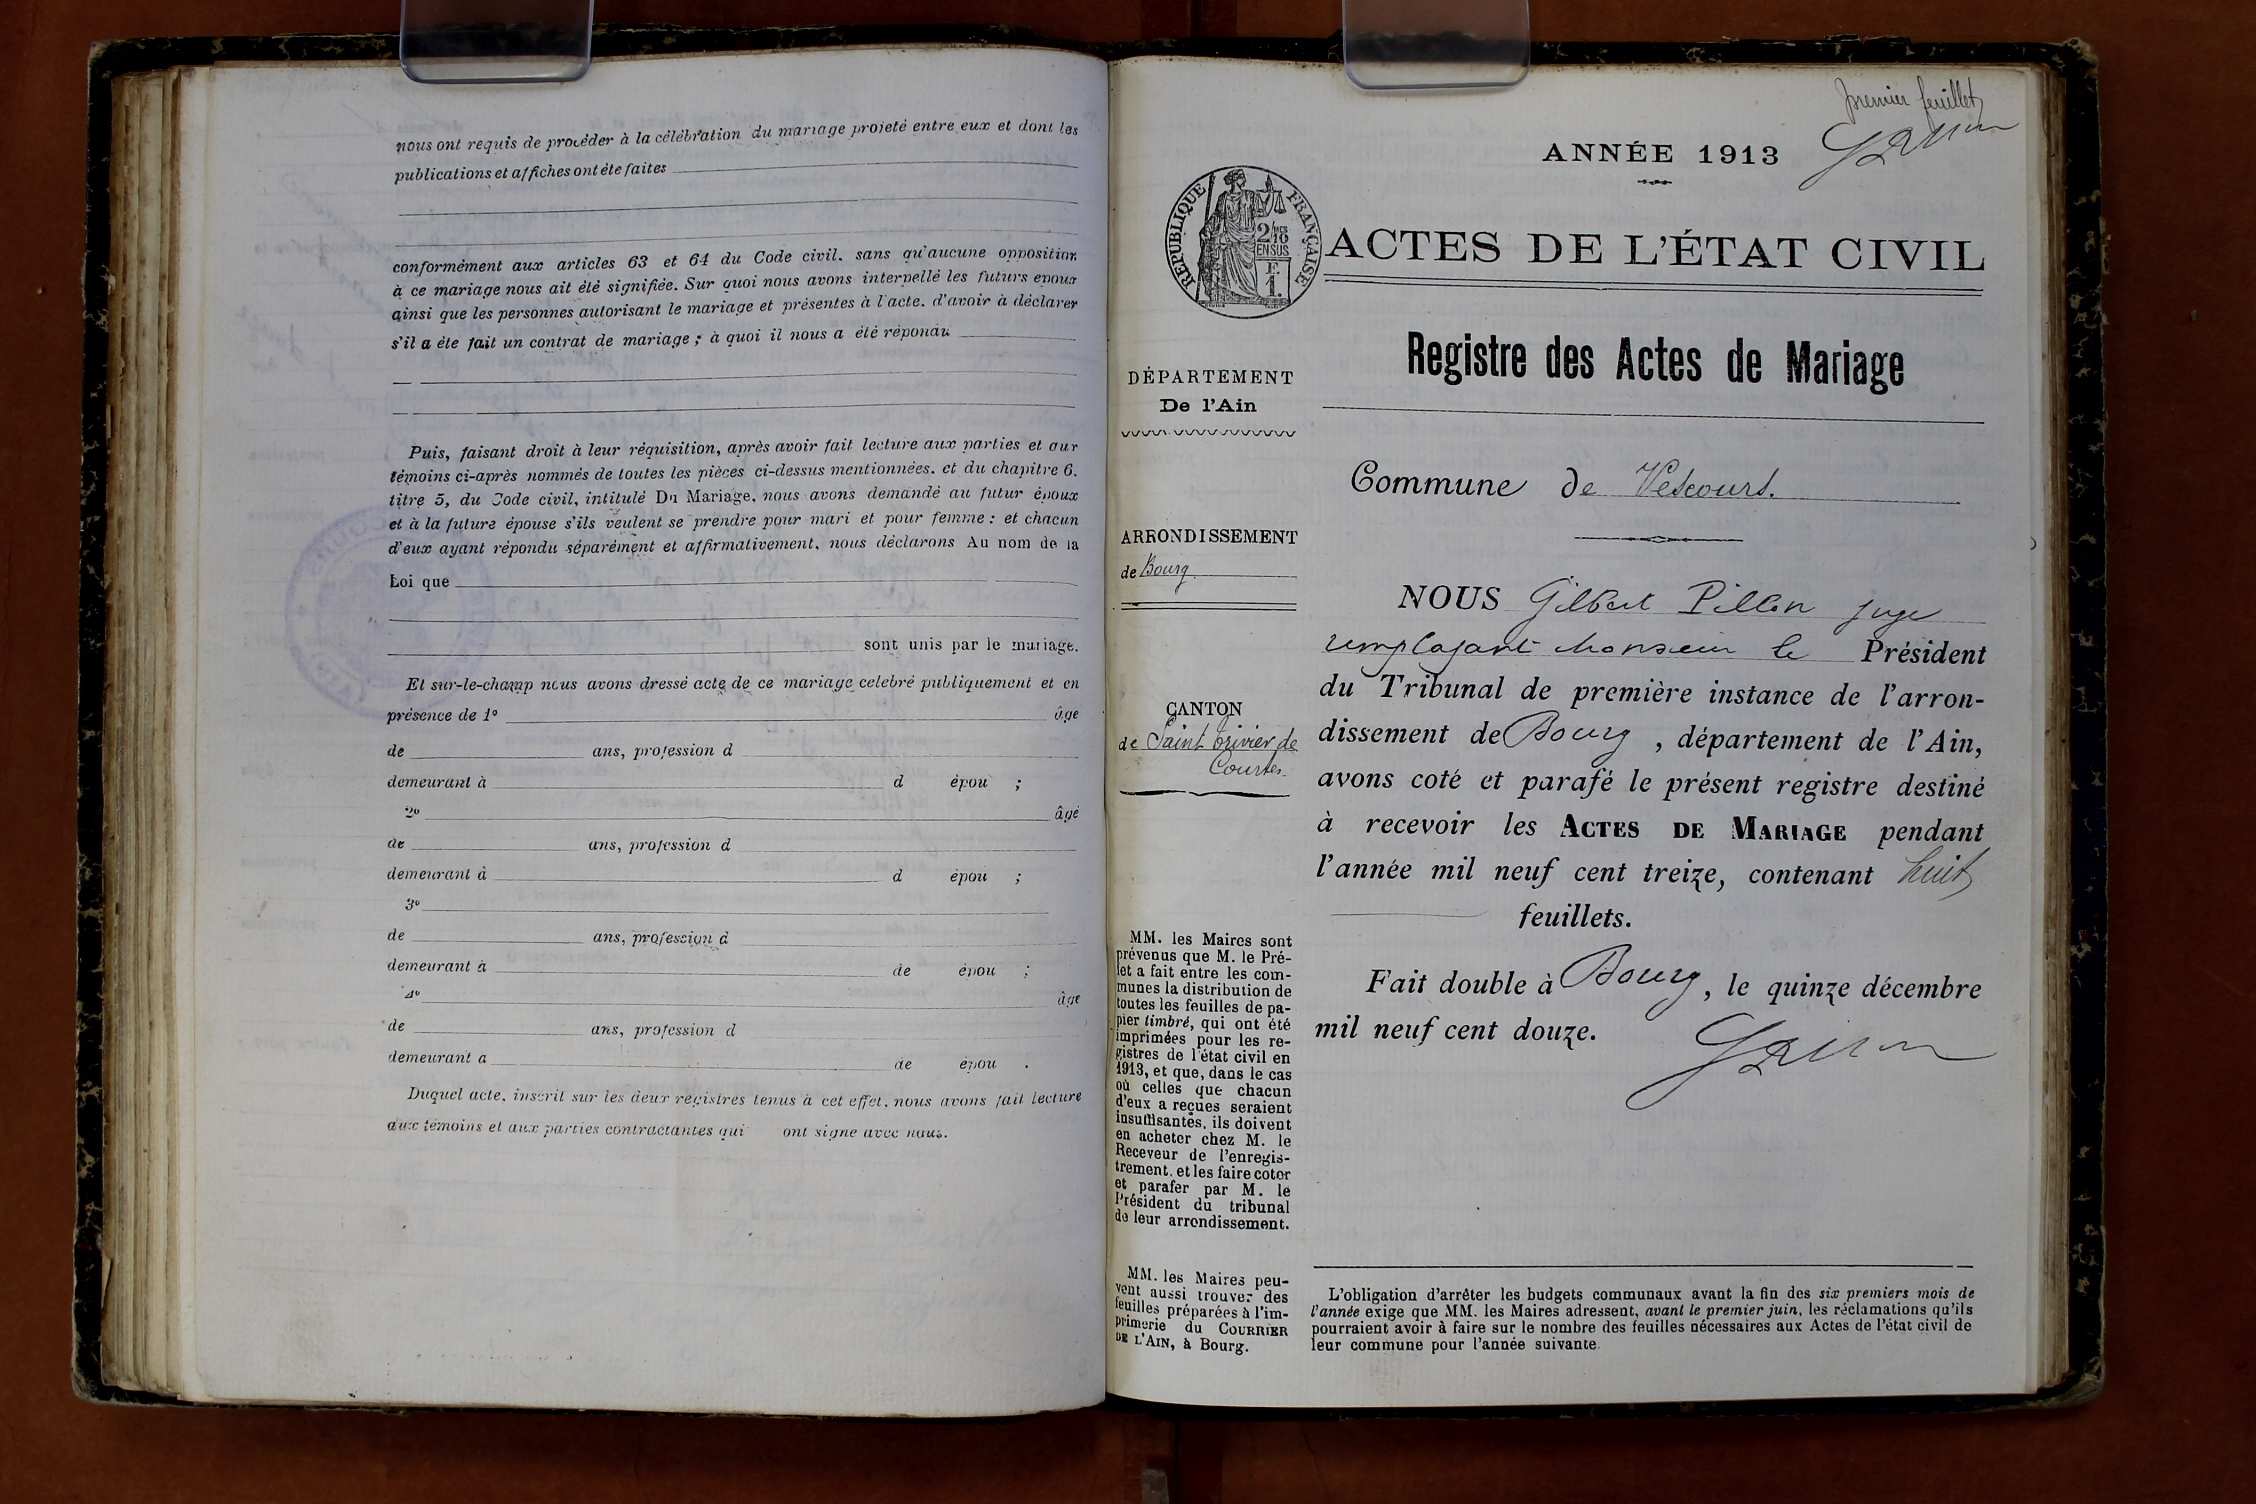 nous ont requis de procéder à la célébration du mariage projeté entre eux et dont les
publications et affiches ont été faites
conformément aux articles 63 et 64 du Code civil. sans qu'aucune opposition
à ce mariage nous ait été signifiée. Sur quoi nous avons interpellé les futurs epoux
ainsi que les personnes autorisant le mariage et présentes à l'acte. d'avoir à déclarer
s'il a été fait un contrat de mariage ; à quoi il nous a été répondu
Puis, faisant droit à leur réquisition, après avoir fait lecture aux parties et aux
témoins ci-après nommés de toutes les pièces ci-dessus mentionnées. et du chapitre 6.
titre 5, du Code civil, intitulé Du Mariage, nous avons demandé au futur époux
et à la future épouse s'ils veulent se prendre pour mari et pour femme : et chacun
d'eux ayant répondu séparément et affirmativement, nous déclarons Au nom de la
Loi que
sont unis par le mariage.
Et sur-le-champ nous avons dressé acte de ce mariage celebré publiquement et en
présence de 1° âge
de ans, profession d
demeurant à d épou ;
2° âgé
de ans, profession d
demeurant à d épou ;
3°
de ans, profession d
demeurant à de épou ;
4° âge
de ans, profession d
demeurant a de épou .
Duquel acte, inscrit sur les deux registres tenus à cet effet, nous avons fait lecture
aux témoins et aux parties contractantes qui ont signe avec nous.
premier feuillet
ANNÉE 1913
RÉPUBLIQUE FRANÇAISE
2/10
EN SUS
F.
1.
ACTES DE L'ÉTAT CIVIL
Registre des Actes de Mariage
DÉPARTEMENT
De l'Ain
Commune de Vescours.
ARRONDISSEMENT
de Bourg
CANTON
de Saint trivier de
Courtes.
NOUS Gilbert Pillon juge
remplaçant Monsieur le Président
du Tribunal de première instance de l'arron-
dissement de Bourg , département de l'Ain,
avons coté et parafé le présent registre destiné
à recevoir les ACTES DE MARIAGE pendant
l'année mil neuf cent treize, contenant huit
feuillets.
Fait double à Bourg, le quinze décembre
mil neuf cent douze.
MM. les Maires sont
prévenus que M. le Pré-
fet a fait entre les com-
munes la distribution de
toutes les feuilles de pa-
pier timbré, qui ont été
imprimées pour les re-
gistres de l'état civil en
1913, et que, dans le cas
où celles que chacun
d'eux a reçues seraient
insuffisantes, ils doivent
en acheter chez M. le
Receveur de l'enregis-
trement. et les faire coter
et parafer par M. le
Président du tribunal
de leur arrondissement.
MM. les Maires peu-
vent aussi trouver des
feuilles préparées à l'im-
primerie du COURRIER
DE L'AIN, à Bourg.
L'obligation d'arrêter les budgets communaux avant la fin des six premiers mois de
l'année exige que MM. les Maires adressent, avant le premier juin, les réclamations qu'ils
pourraient avoir à faire sur le nombre des feuilles nécessaires aux Actes de l'état civil de
leur commune pour l'année suivante.